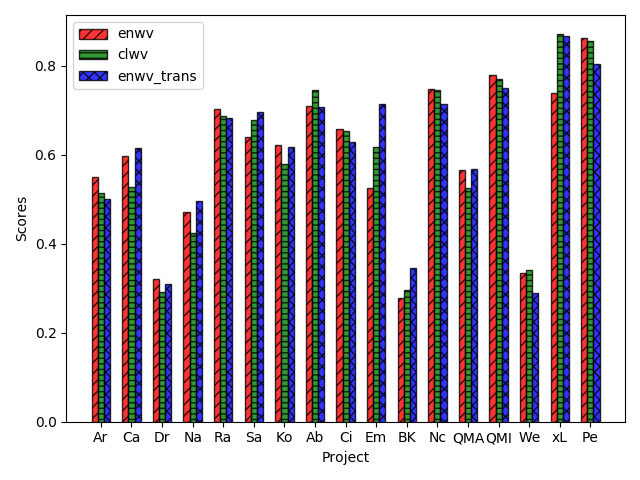 enwv
clwv
enwv_trans
Scores
0.8
0.6
0.4
0.2
0.0
Ar Ca Dr Na Ra Sa Ko Ab Ci Em BK Nc QMA QMI We xL Pe
Project